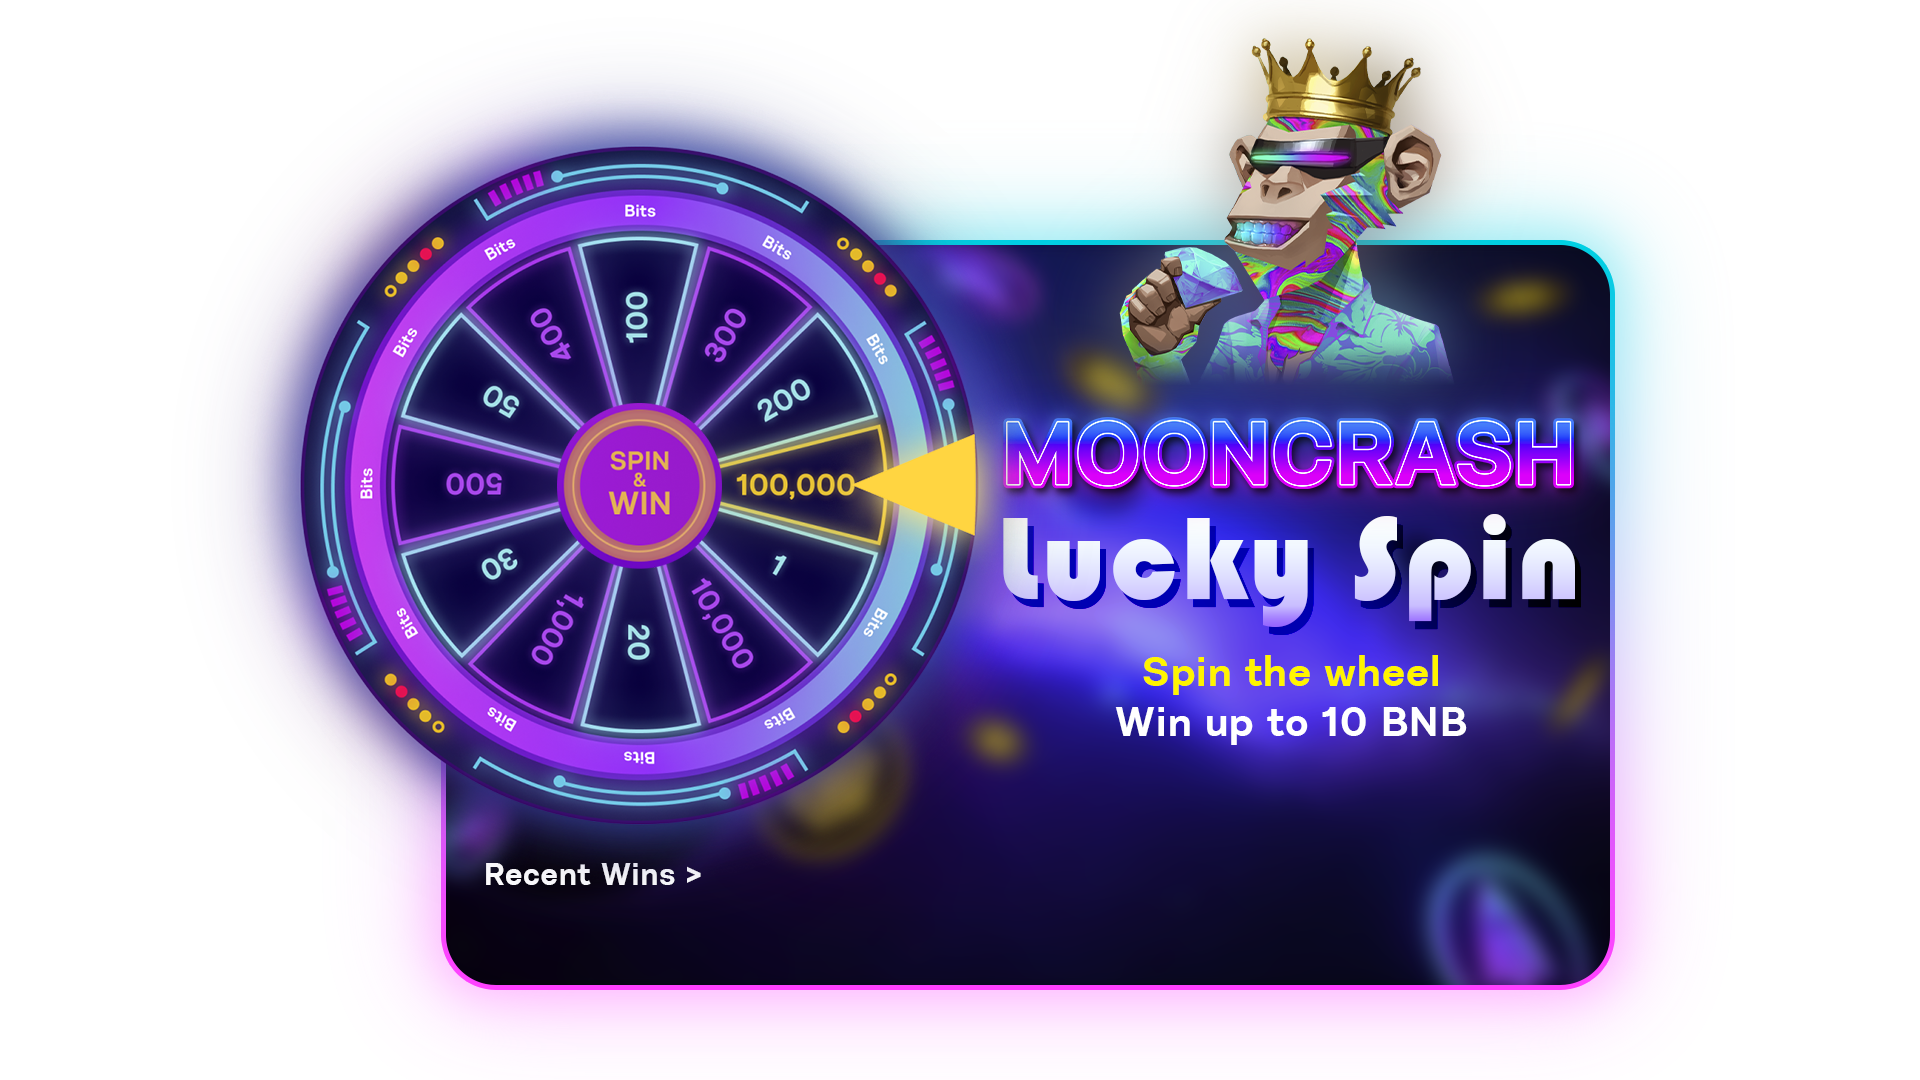 Bits
Bits
Bits
Bits
Bits
Bits
Bits
Bits
Bits
Bits
Bits
100
300
200
100,000
1
10,000
20
1,000
30
500
50
400
SPIN
&
WIN
MOONCRASH
Lucky Spin
Spin the wheel
Win up to 10 BNB
Recent Wins >